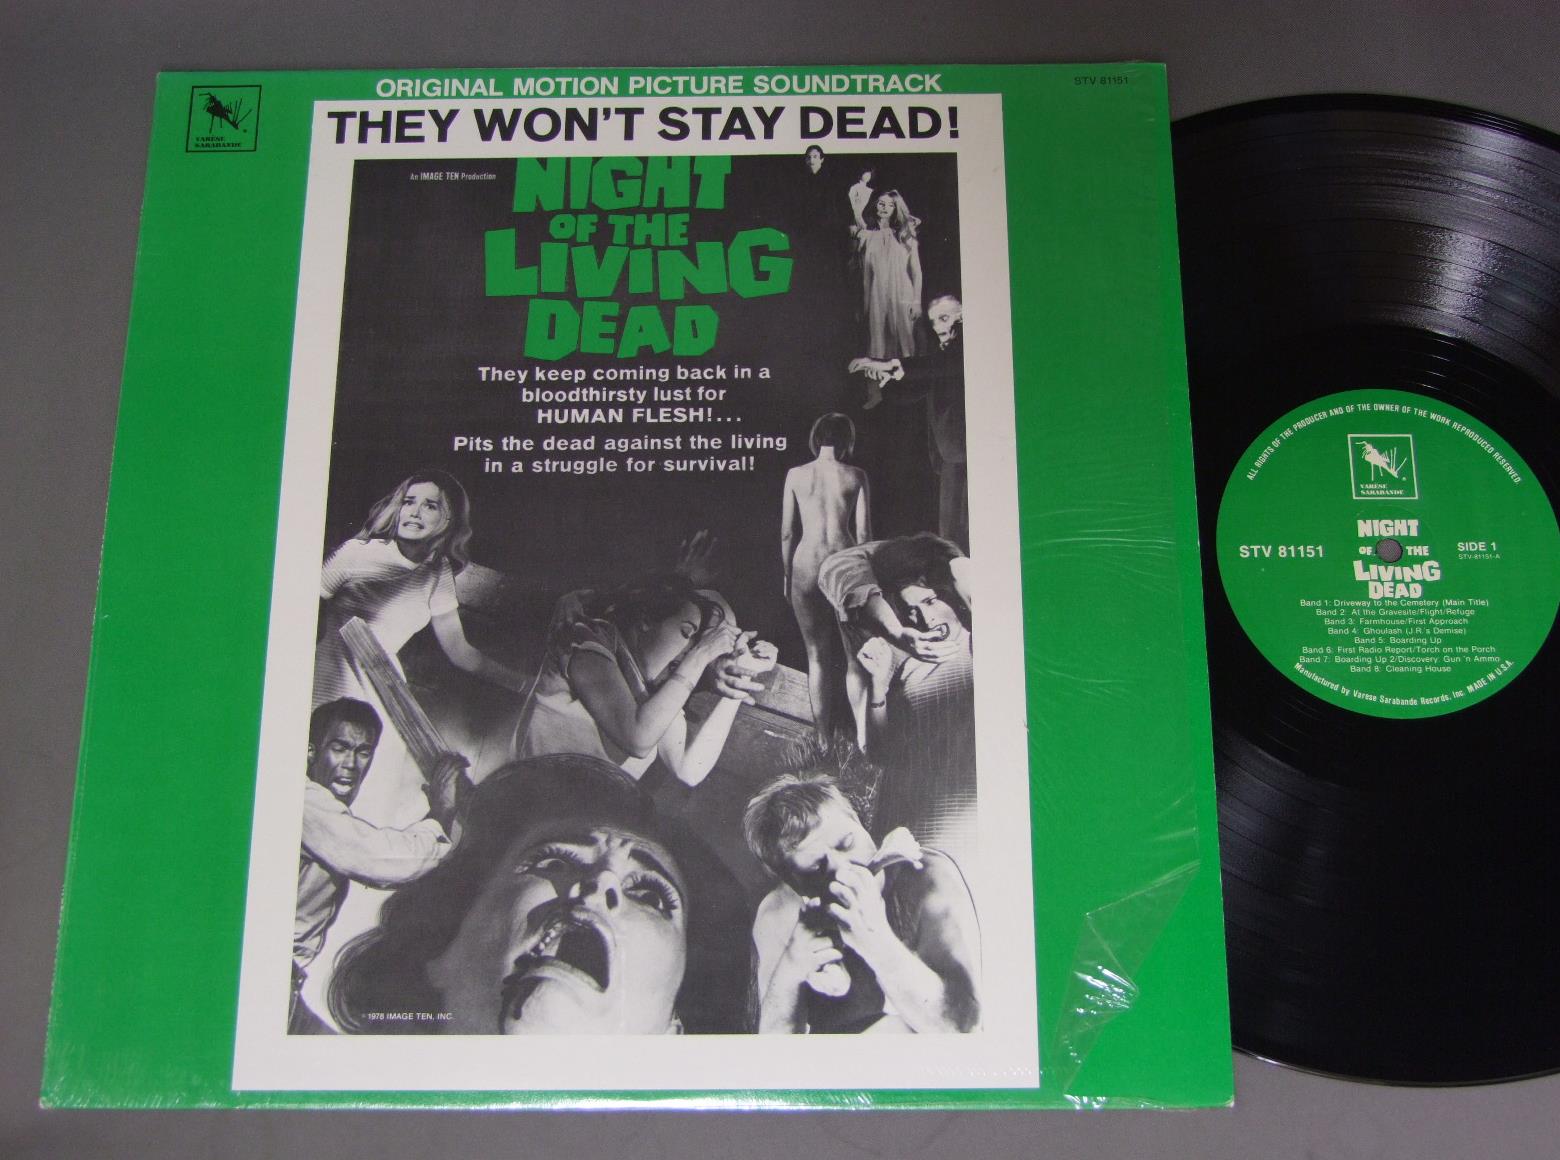 ORIGINAL MOTION PICTURE SOUNDTRACK
STV 81151
VARÈSE
SARABANDE
THEY WON'T STAY DEAD!
An IMAGE TEN Production
NIGHT
OF THE
LIVING
DEAD
They keep coming back in a
bloodthirsty lust for
HUMAN FLESH!...
Pits the dead against the living
in a struggle for survival!
©1978 IMAGE TEN, INC.
ALL RIGHTS OF THE PRODUCER AND OF THE OWNER OF THE WORK REPRODUCED RESERVED.
VARÈSE
SARABANDE
NIGHT
OF THE
LIVING
DEAD
STV 81151
SIDE 1
STV-81151-A
Band 1: Driveway to the Cemetery (Main Title)
Band 2: At the Gravesite/Flight/Refuge
Band 3: Farmhouse/First Approach
Band 4: Ghoulash (J.R.'s Demise)
Band 5: Boarding Up
Band 6: First Radio Report/Torch on the Porch
Band 7: Boarding Up 2/Discovery: Gun 'n Ammo
Band 8: Cleaning House
Manufactured by Varese Sarabande Records, Inc. MADE IN U.S.A.